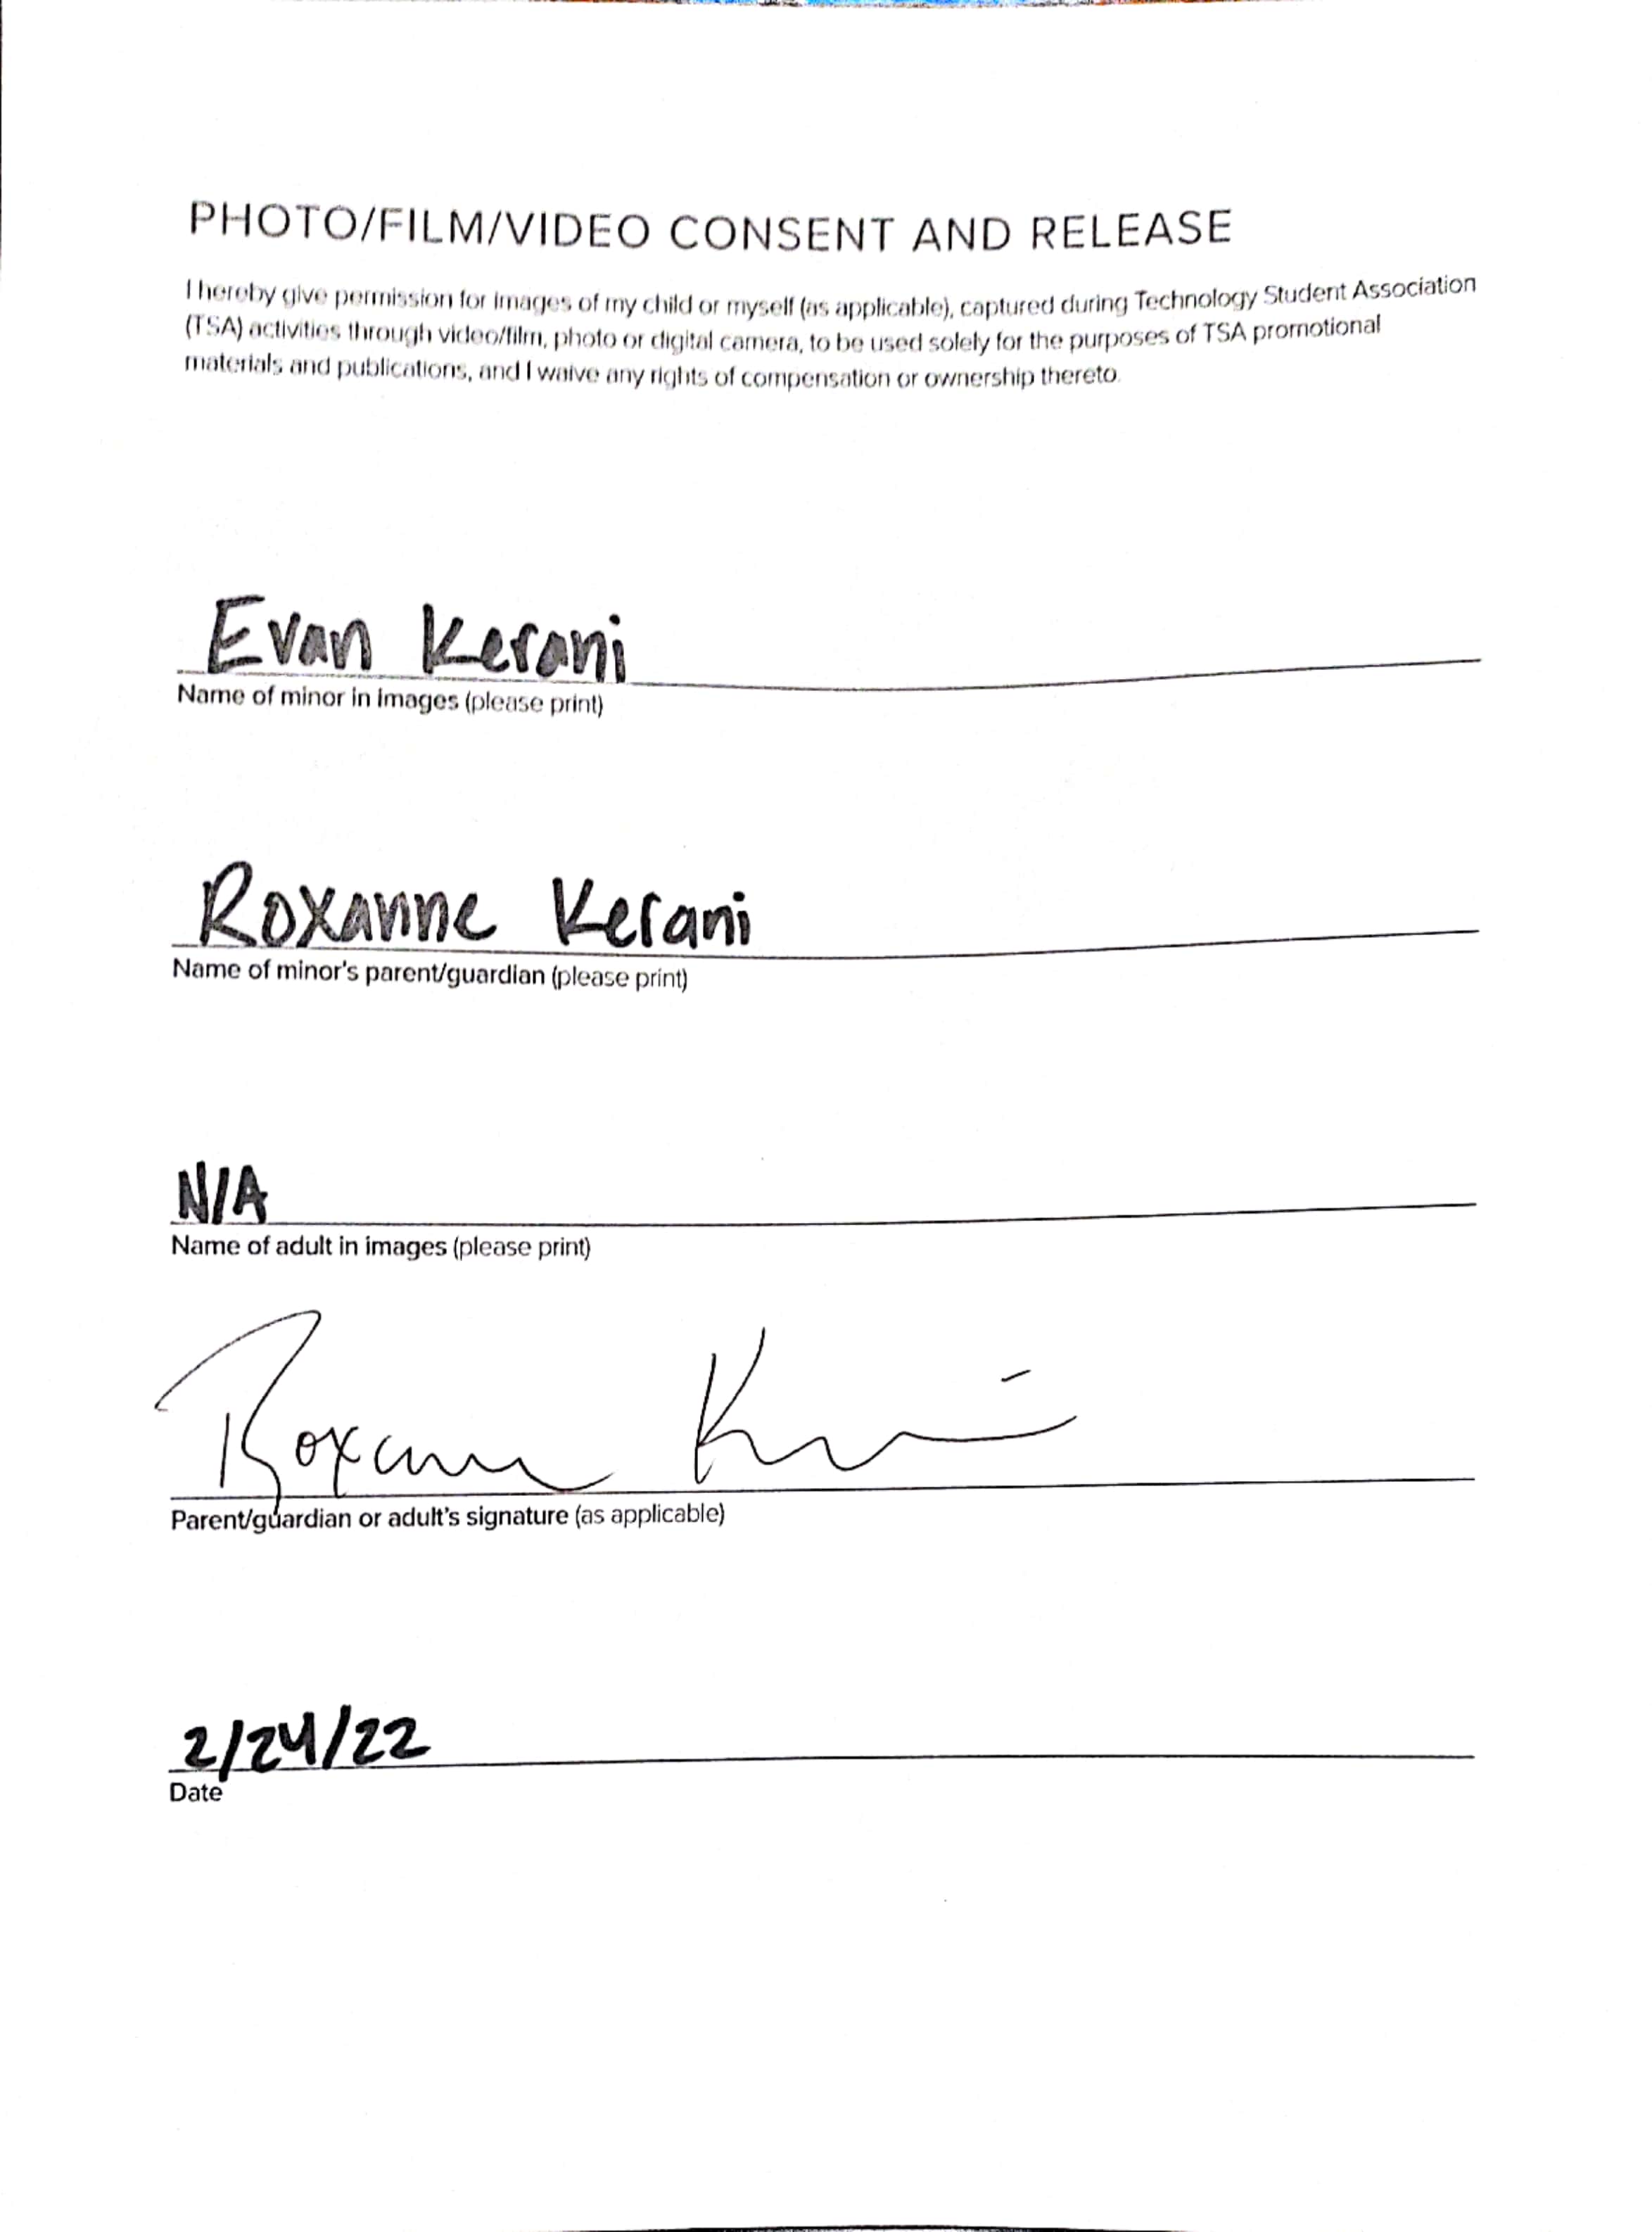 PHOTO/FILM/VIDEO CONSENT AND RELEASE
I hereby give permission for images of my child or myself (as applicable), captured during Technology Student Association
(TSA) activities through video/film, photo or digital camera, to be used solely for the purposes of TSA promotional
materials and publications, and I waive any rights of compensation or ownership thereto.
Evan Kerani
Name of minor in images (please print)
Roxanne Kerani
Name of minor's parent/guardian (please print)
N/A
Name of adult in images (please print)
Roxanne Kerani
Parent/guardian or adult's signature (as applicable)
2/24/22
Date